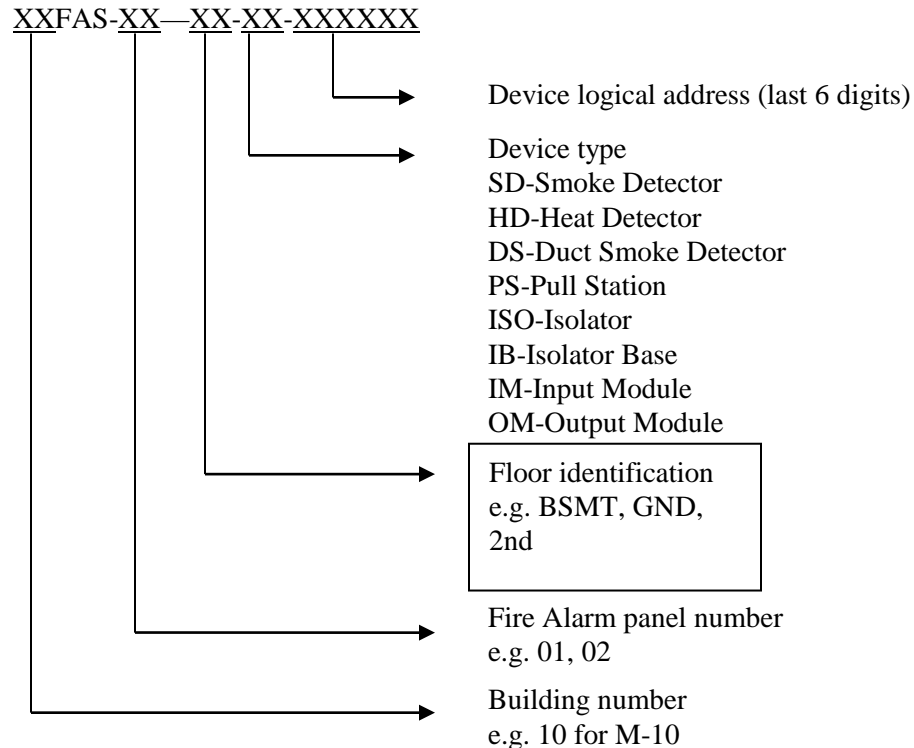 XXFAS-XX—XX-XX-XXXXXX
Device logical address (last 6 digits)
Device type
SD-Smoke Detector
HD-Heat Detector
DS-Duct Smoke Detector
PS-Pull Station
ISO-Isolator
IB-Isolator Base
IM-Input Module
OM-Output Module
Floor identification
e.g. BSMT, GND,
2nd
Fire Alarm panel number
e.g. 01, 02
Building number
e.g. 10 for M-10